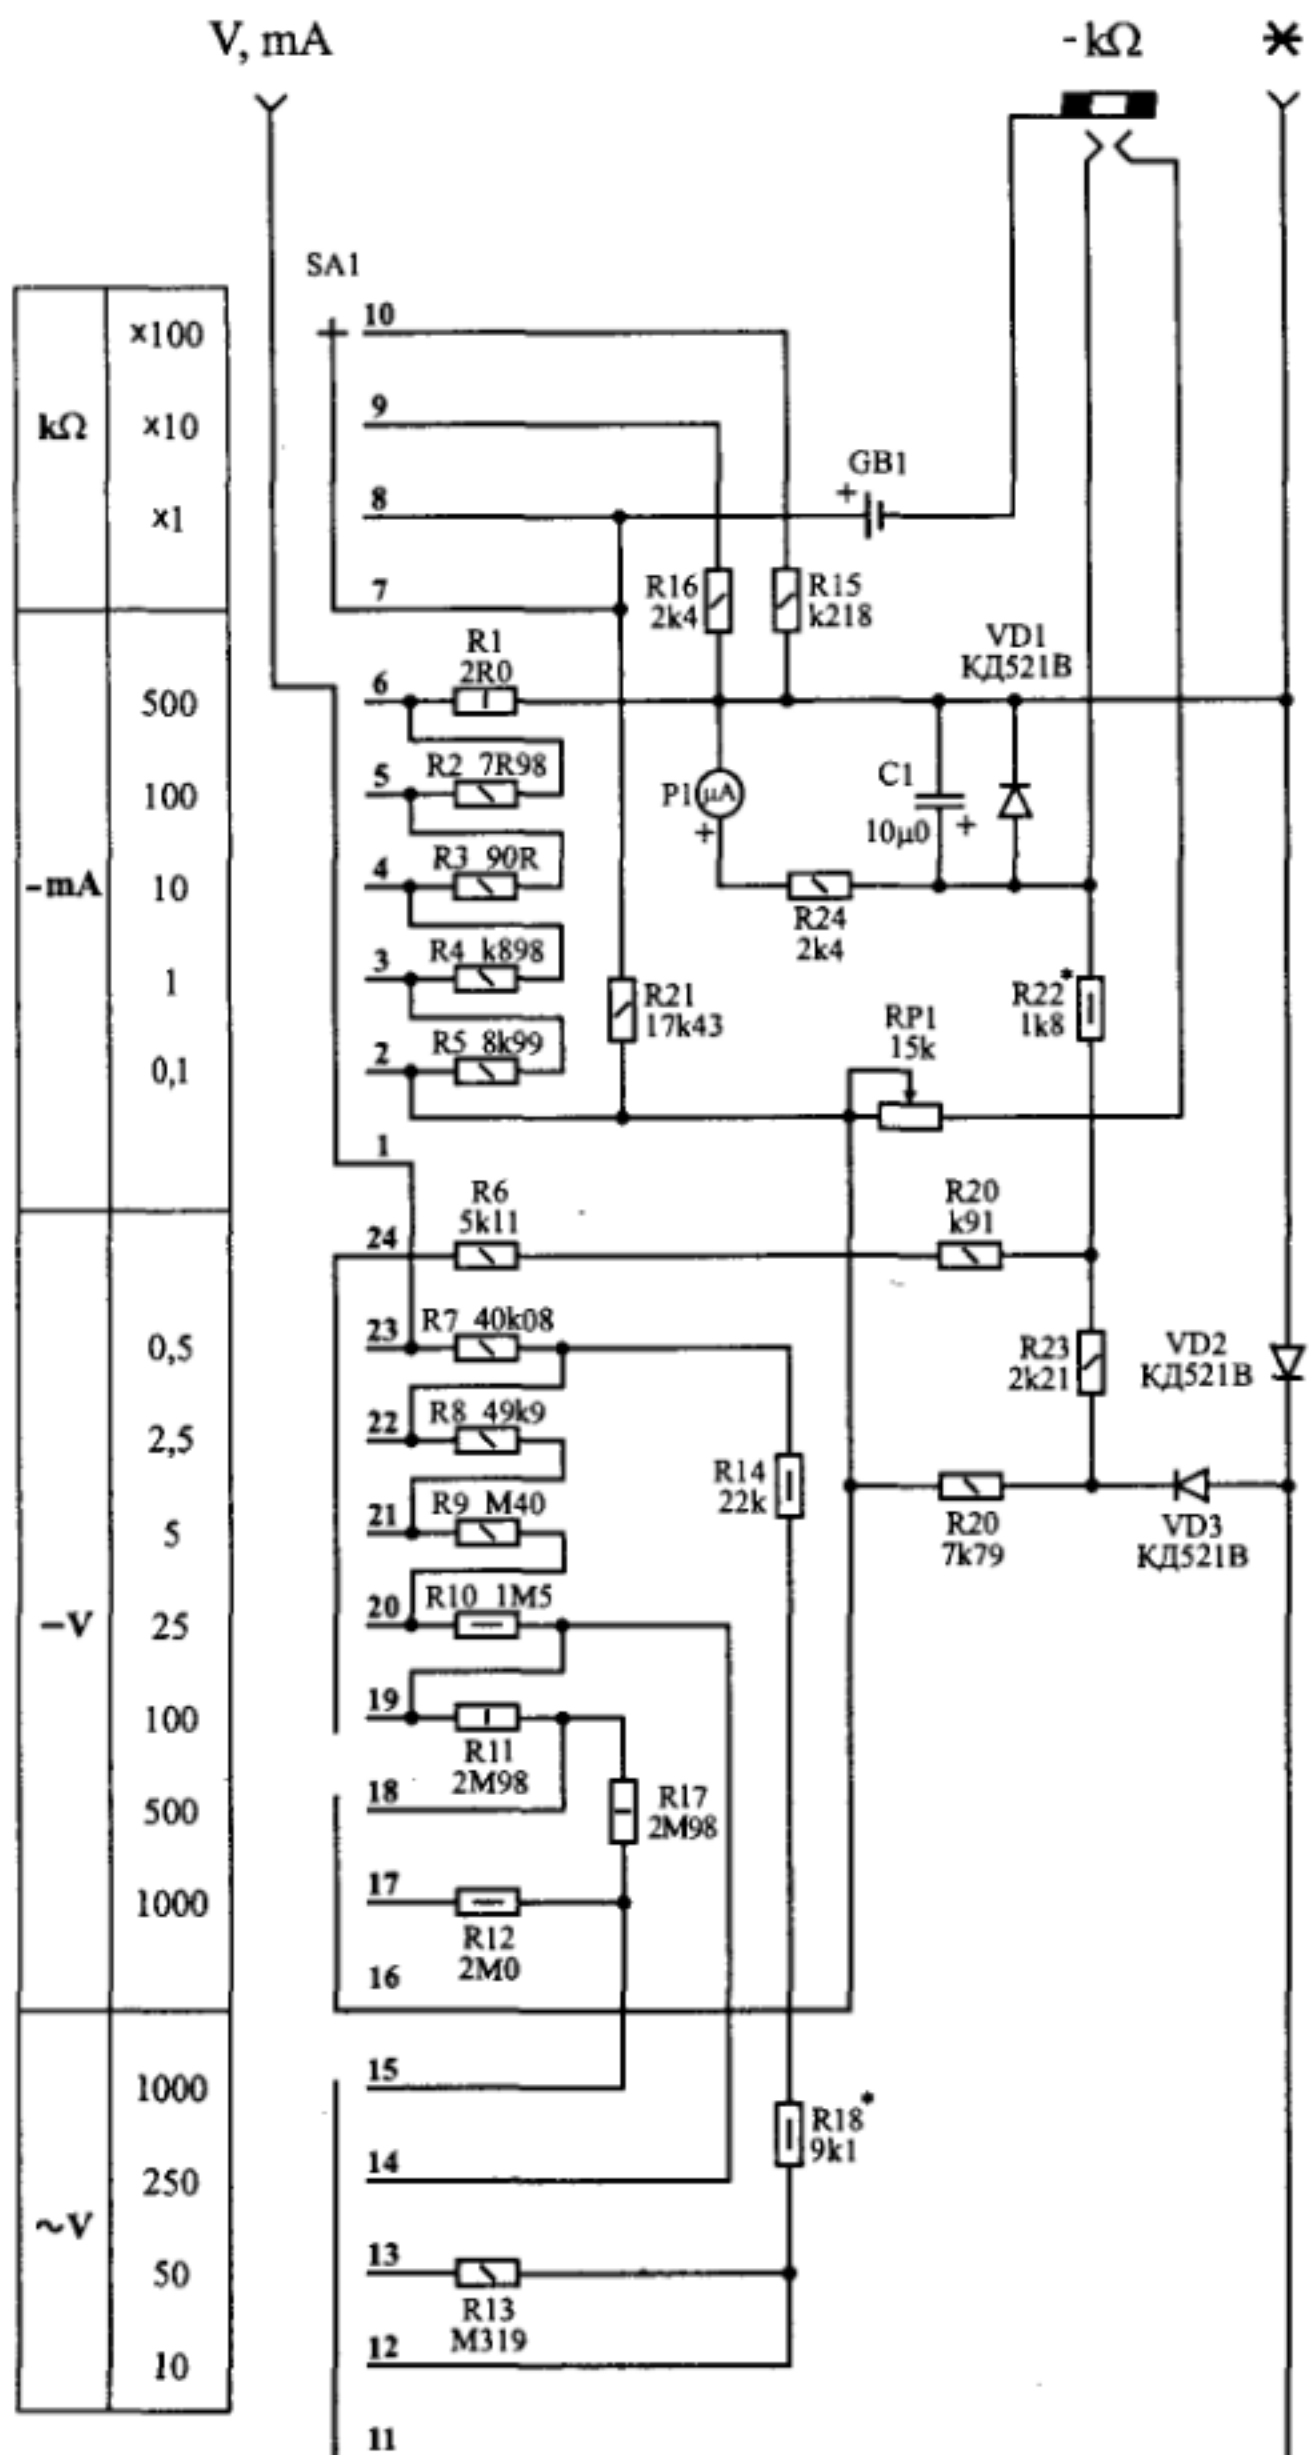 V, mA
-kΩ
SA1
10
×100
9
kΩ
×10
GB1
+
8
×1
R16
2k4
R15
k218
7
VD1
КД521В
R1
2R0
6
500
R2 7R98
5
100
P1
μA
+
C1
10μ0
+
R3 90R
4
-mA
10
R24
2k4
R4 k898
3
1
R21
17k43
R22*
1k8
RP1
15k
R5 8k99
2
0,1
1
R6
5k11
R20
k91
24
R7 40k08
23
0,5
R23
2k21
VD2
КД521В
R8 49k9
22
2,5
R14
22k
R9 M40
21
5
R20
7k79
VD3
КД521В
R10 1M5
20
-V
25
19
100
R11
2M98
18
500
R17
2M98
17
1000
R12
2M0
16
15
1000
R18*
9k1
14
250
~V
13
50
R13
M319
12
10
11